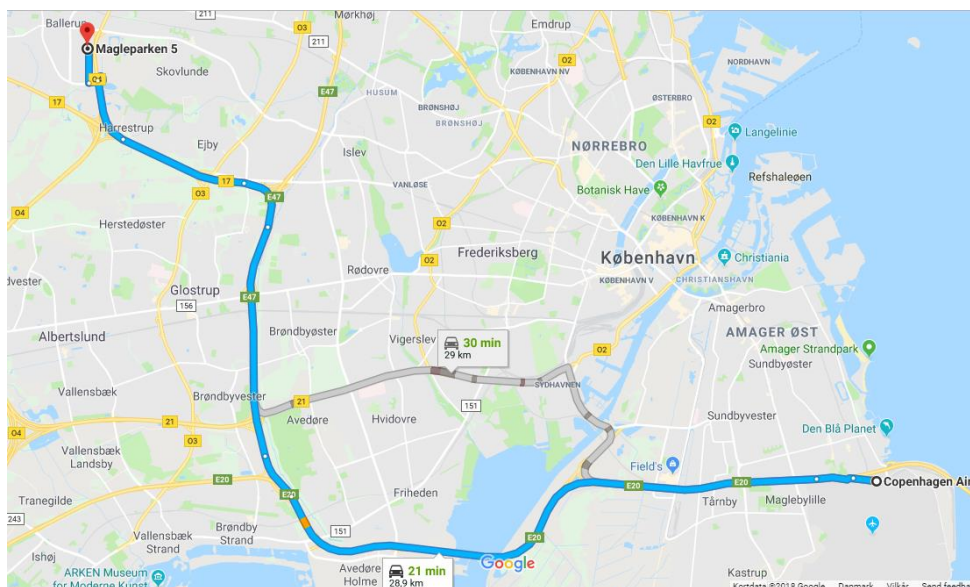 Ballerup
Mørkhøj
Emdrup
O2
O3
211
O3
211
Magleparken 5
KØBENHAVN NV
NORDHAVN
Skovlunde
E47
HUSUM
ØSTERBRO
BRØNSHØJ
17
BRØNSHØJ
O2
Harrestrup
Langelinie
Ejby
Islev
NØRREBRO
Den Lille Havfrue
Refshaleøen
17
VANLØSE
O3
E47
Botanisk Have
O4
Herstedøster
O2
KØBENHAVN K
Frederiksberg
København
Christiania
O2
Rødovre
KØBENHAVN V
CHRISTIANSHAVN
Glostrup
E47
156
Amagerbro
Albertslund
Brøndbyøster
Vigerslev
AMAGER ØST
30 min
29 km
O2
Amager Strandpark
Sundbyøster
SYDHAVNEN
Vallensbæk
Brøndbyvester
21
151
Avedøre
Hvidovre
Sundbyvester
21
O4
O3
Den Blå Planet
Vallensbæk
Landsby
Field's
E20
Copenhagen Air
E20
E20
E20
Tårnby
Maglebylille
Tranegilde
Friheden
243
151
Brøndby
Strand
E20
Vallensbæk
Strand
Ishøj
Google
ARKEN Museum
for Moderne Kunst
Avedøre
Holme
21 min
28,9 km
Kastrup
Kortdata ©2018 Google Danmark Vilkår Send feedba